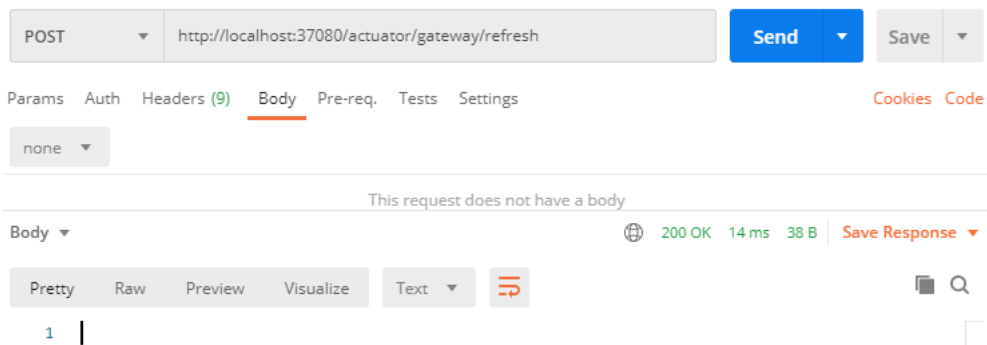 POST http://localhost:37080/actuator/gateway/refresh Send Save
Params Auth Headers (9) Body Pre-req. Tests Settings Cookies Code
none
This request does not have a body
Body 200 OK 14 ms 38 B Save Response
Pretty Raw Preview Visualize Text
1